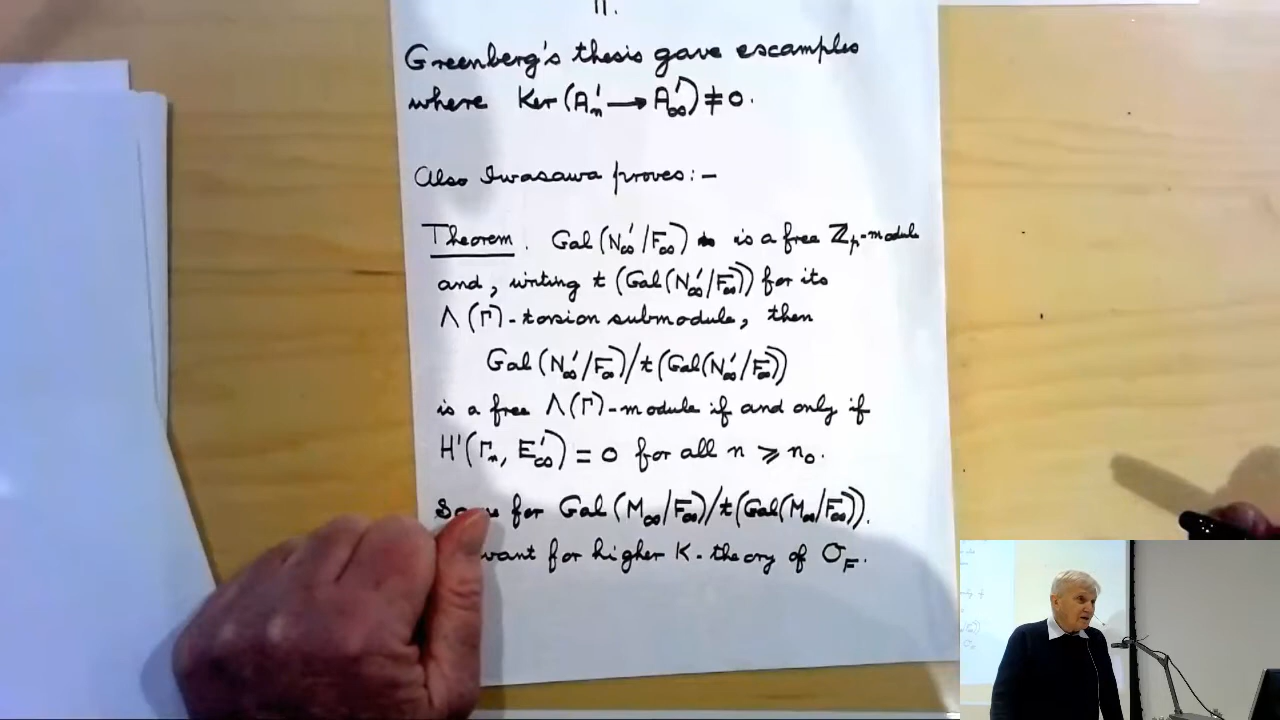 11.
Greenberg's thesis gave escamples
where Ker (A'ₙ → A'∞) ≠ 0.
Also Iwasawa proves:-
Theorem. Gal (N'∞/F∞) is a free ℤₚ-module
and, writing t (Gal(N'∞/F∞)) for its
Λ(Γ)-torsion submodule, then
Gal (N'∞/F∞)/t(Gal(N'∞/F∞))
is a free Λ(Γ)-module if and only if
H'(Γₙ, E'∞) = 0 for all n ⩾ n₀.
for Gal (M∞/F∞)/t(Gal(M∞/F∞)).
want for higher K-theory of O_F.